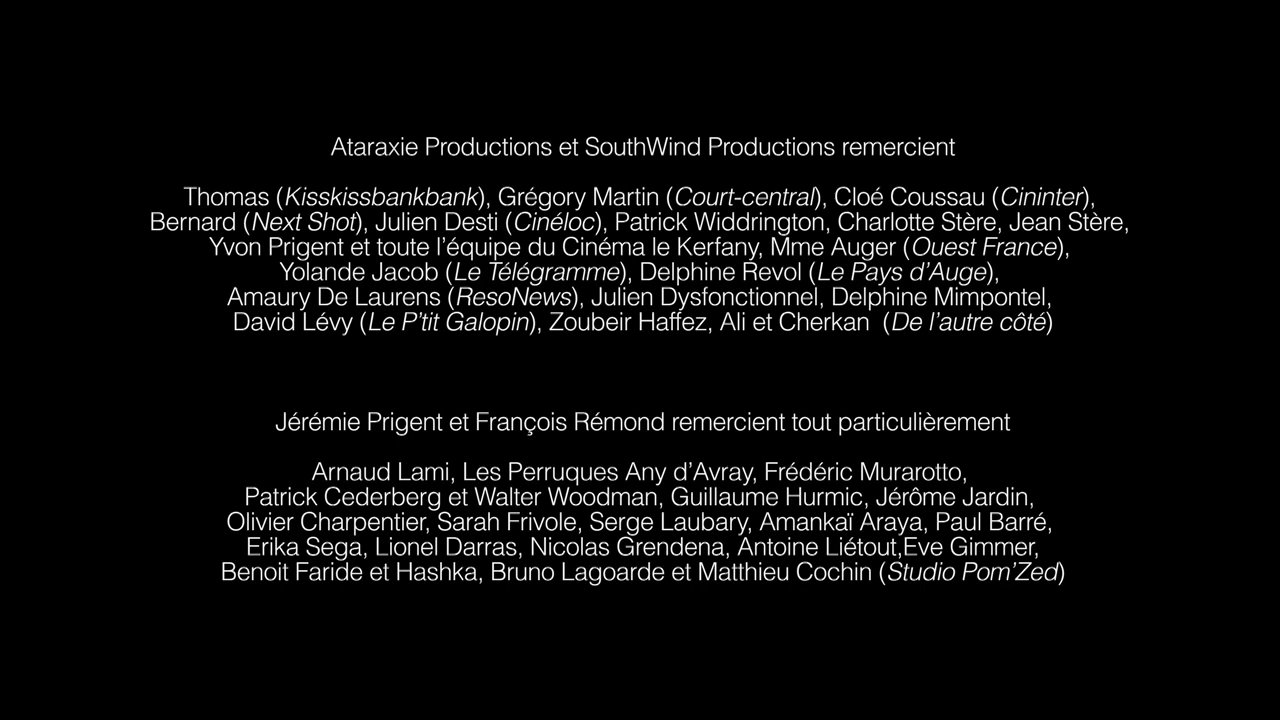 Ataraxie Productions et SouthWind Productions remercient
Thomas (Kisskissbankbank), Grégory Martin (Court-central), Cloé Coussau (Cininter),
Bernard (Next Shot), Julien Desti (Cinéloc), Patrick Widdrington, Charlotte Stère, Jean Stère,
Yvon Prigent et toute l'équipe du Cinéma le Kerfany, Mme Auger (Ouest France),
Yolande Jacob (Le Télégramme), Delphine Revol (Le Pays d'Auge),
Amaury De Laurens (ResoNews), Julien Dysfonctionnel, Delphine Mimpontel,
David Lévy (Le P'tit Galopin), Zoubeir Haffez, Ali et Cherkan  (De l'autre côté)
Jérémie Prigent et François Rémond remercient tout particulièrement
Arnaud Lami, Les Perruques Any d'Avray, Frédéric Murarotto,
Patrick Cederberg et Walter Woodman, Guillaume Hurmic, Jérôme Jardin,
Olivier Charpentier, Sarah Frivole, Serge Laubary, Amankaï Araya, Paul Barré,
Erika Sega, Lionel Darras, Nicolas Grendena, Antoine Liétout,Eve Gimmer,
Benoit Faride et Hashka, Bruno Lagoarde et Matthieu Cochin (Studio Pom'Zed)